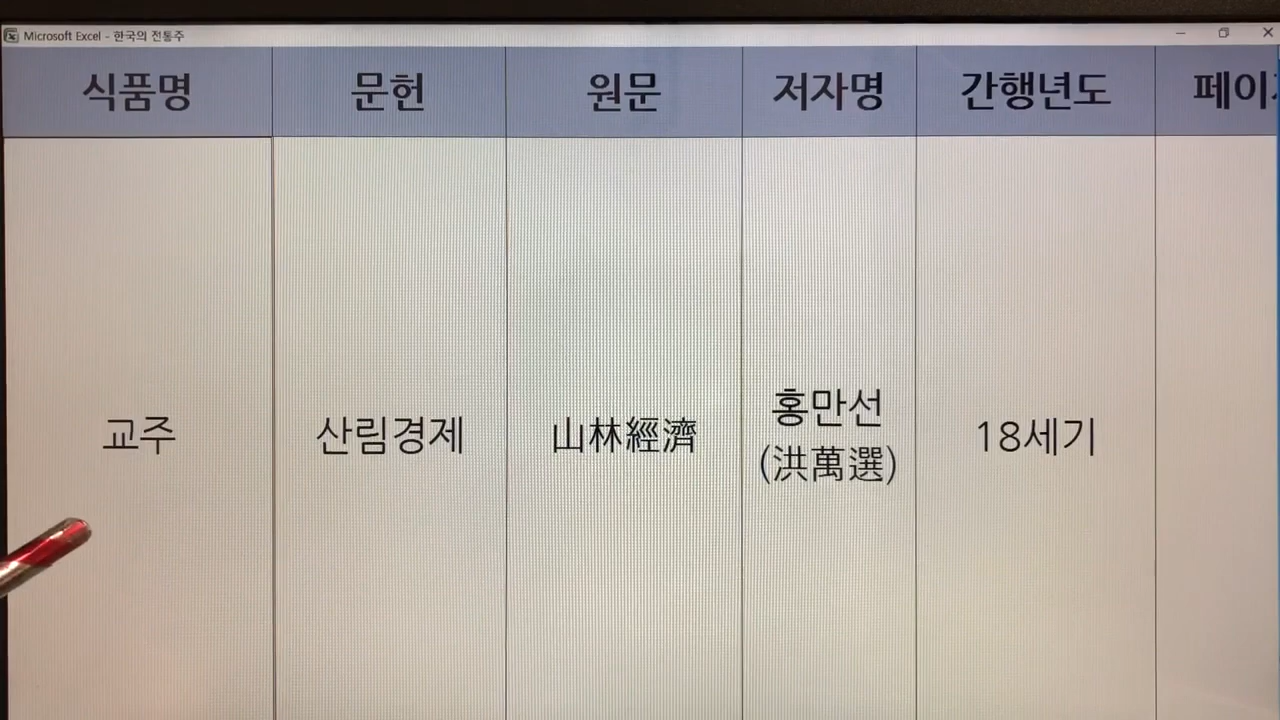 Microsoft Excel - 한국의 전통주
식품명 문헌 원문 저자명 간행년도
교주 산림경제 山林經濟 홍만선 (洪萬選) 18세기